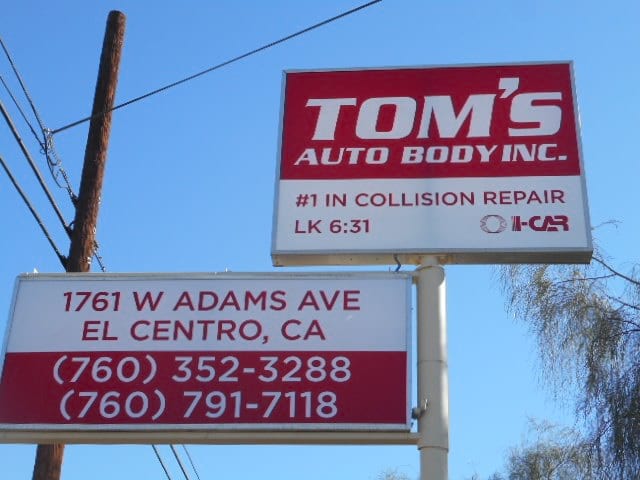 TOM'S
AUTO BODY INC.
#1 IN COLLISION REPAIR
LK 6:31
I-CAR
1761 W ADAMS AVE
EL CENTRO, CA
(760) 352-3288
(760) 791-7118